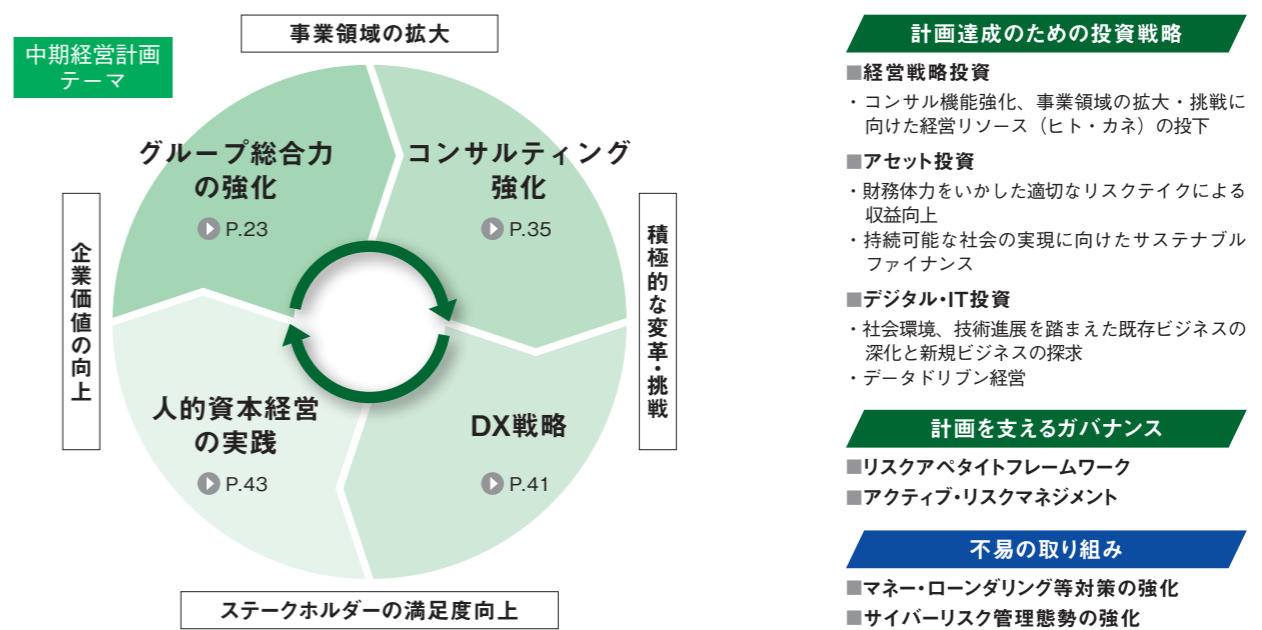 事業領域の拡大
中期経営計画
テーマ
グループ総合力
の強化
P.23
コンサルティング
強化
P.35
企業価値の向上
積極的な変革・挑戦
人的資本経営
の実践
P.43
DX戦略
P.41
ステークホルダーの満足度向上
計画達成のための投資戦略
■経営戦略投資
・コンサル機能強化、事業領域の拡大・挑戦に
向けた経営リソース（ヒト・カネ）の投下
■アセット投資
・財務体力をいかした適切なリスクテイクによる
収益向上
・持続可能な社会の実現に向けたサステナブル
ファイナンス
■デジタル・IT投資
・社会環境、技術進展を踏まえた既存ビジネスの
深化と新規ビジネスの探求
・データドリブン経営
計画を支えるガバナンス
■リスクアペタイトフレームワーク
■アクティブ・リスクマネジメント
不易の取り組み
■マネー・ローンダリング等対策の強化
■サイバーリスク管理態勢の強化